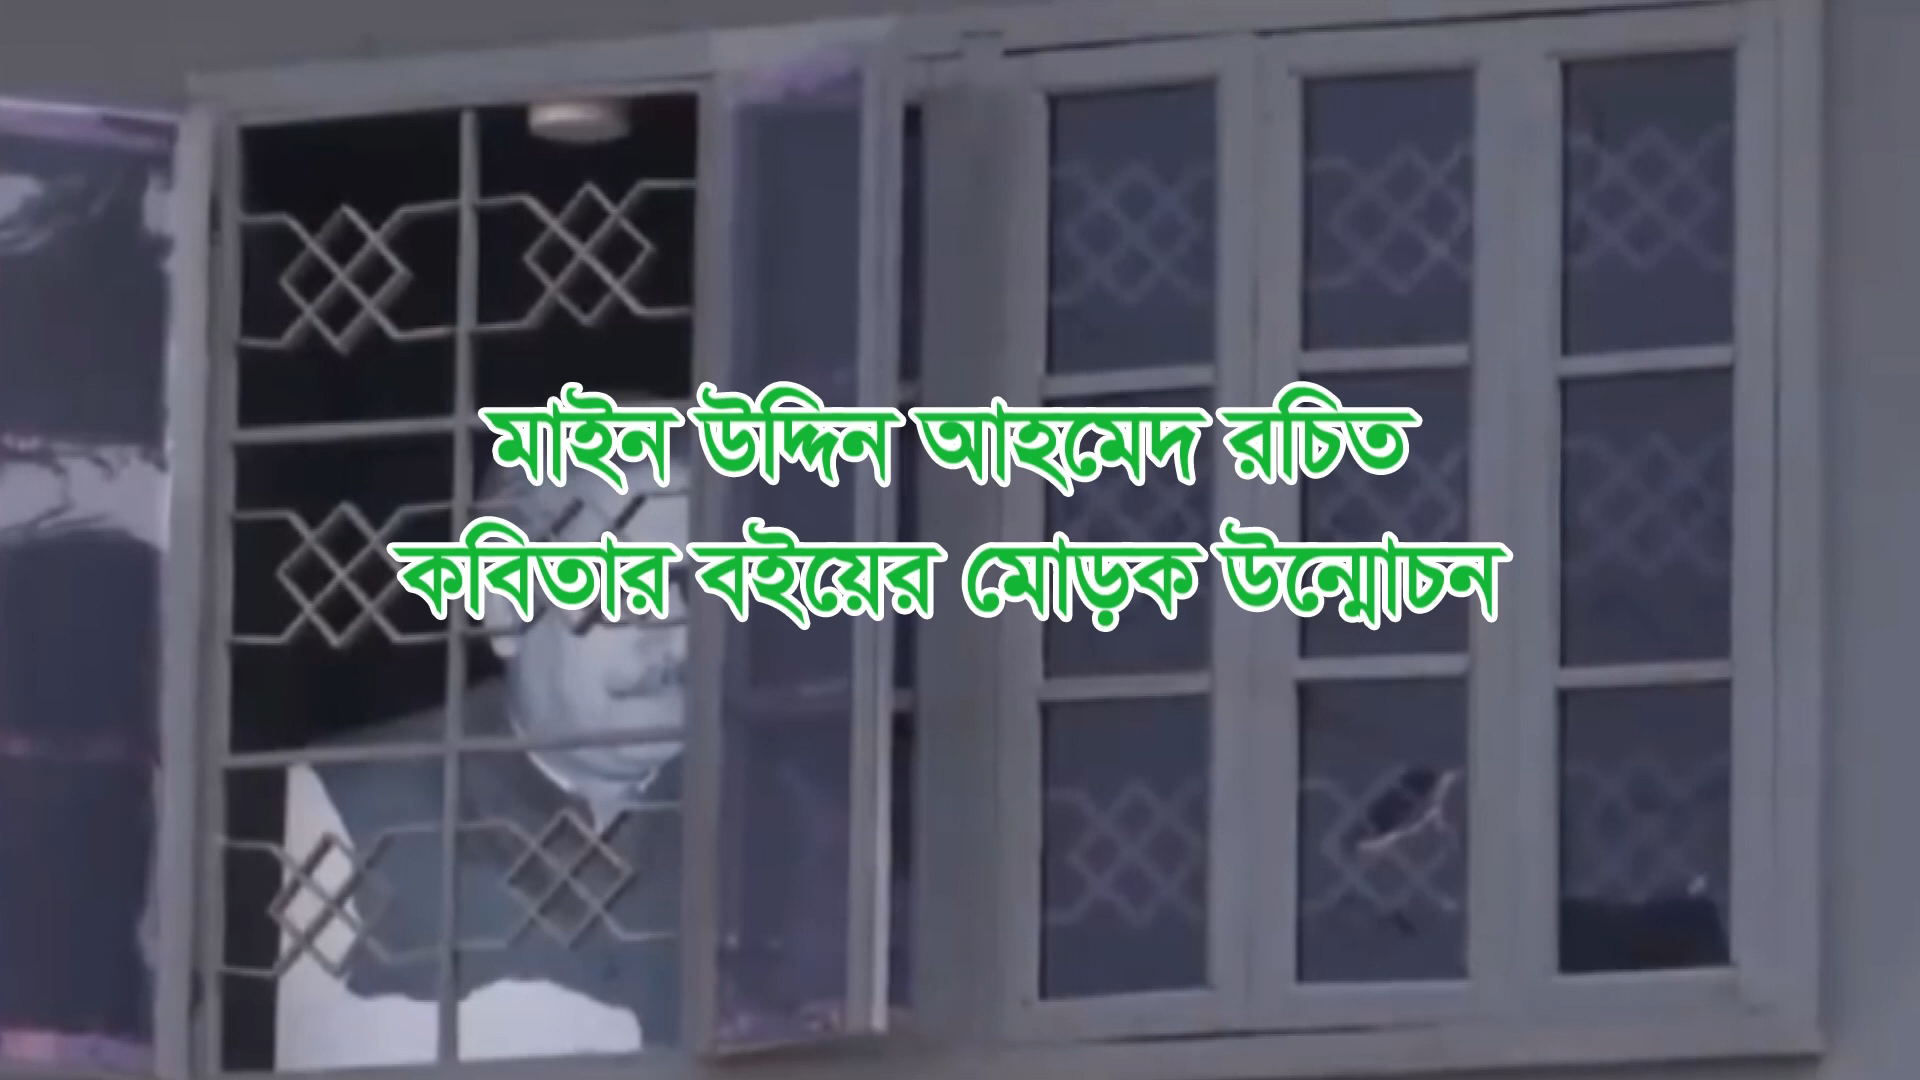 মাইন উদ্দিন আহমেদ রচিত
কবিতার বইয়ের মোড়ক উন্মোচন